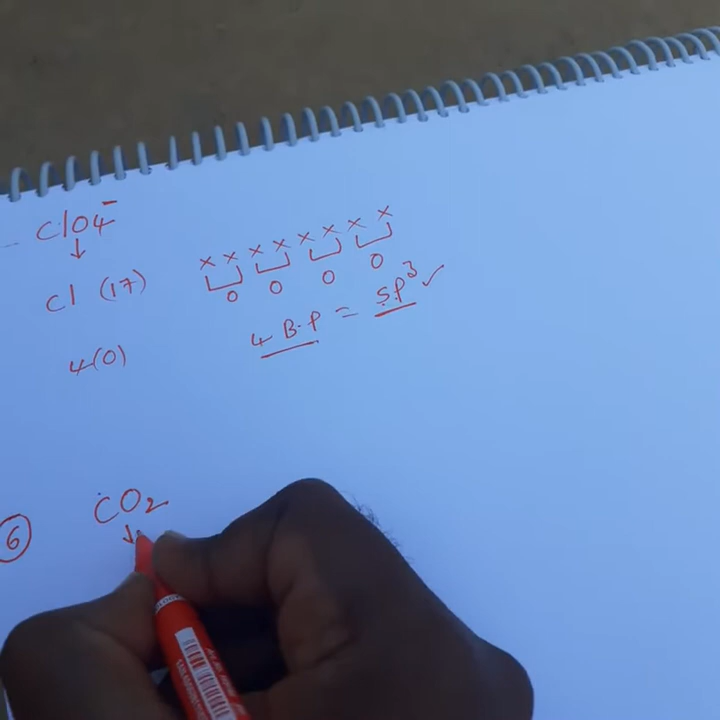 ClO4⁻
↓
Cl (17) × × × × × × × ×
O O O O
4(O)
4 B.P = SP³ ✓
6 CO2
↓